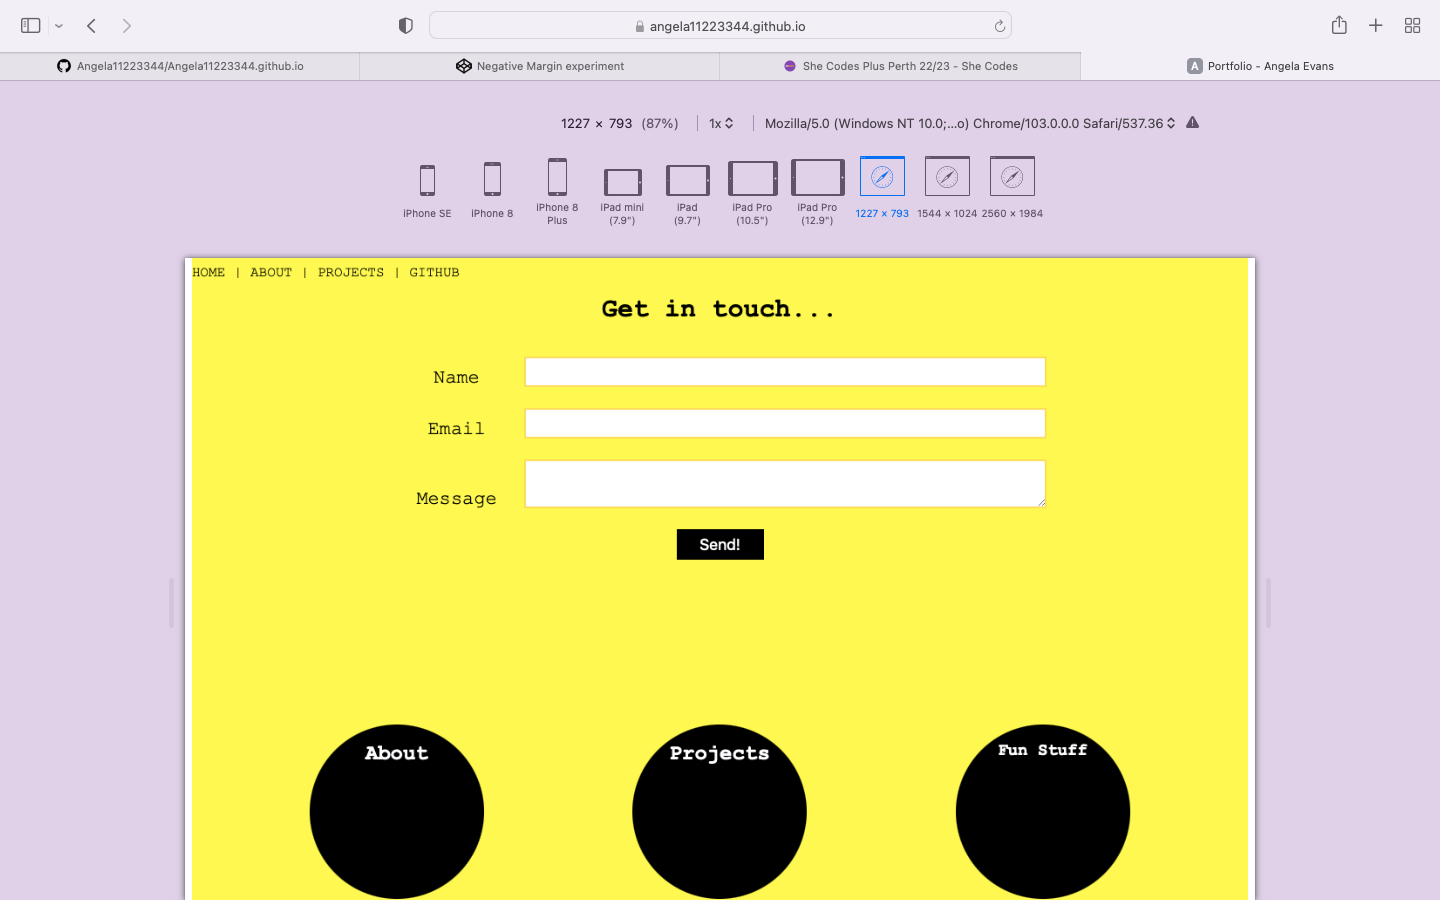 angela11223344.github.io
Angela11223344/Angela11223344.github.io
Negative Margin experiment
She Codes Plus Perth 22/23 - She Codes
A Portfolio - Angela Evans
1227 × 793 (87%) 1x Mozilla/5.0 (Windows NT 10.0;...o) Chrome/103.0.0.0 Safari/537.36
iPhone SE
iPhone 8
iPhone 8
Plus
iPad mini
(7.9")
iPad
(9.7")
iPad Pro
(10.5")
iPad Pro
(12.9")
1227 × 793
1544 × 1024
2560 × 1984
HOME | ABOUT | PROJECTS | GITHUB
Get in touch...
Name
Email
Message
Send!
About
Projects
Fun Stuff